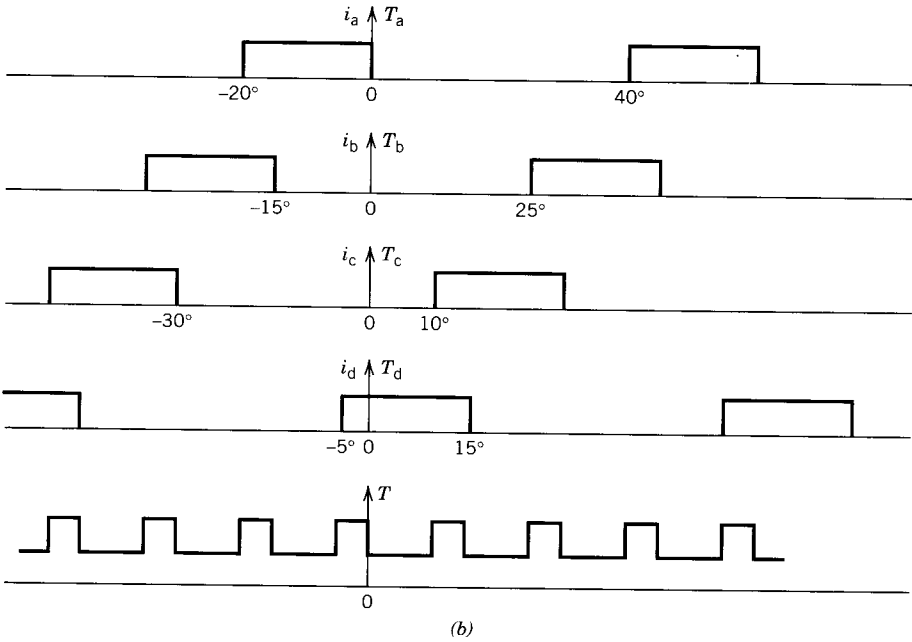 i_a T_a
-20° 0 40°
i_b T_b
-15° 0 25°
i_c T_c
-30° 0 10°
i_d T_d
-5° 0 15°
T
0
(b)